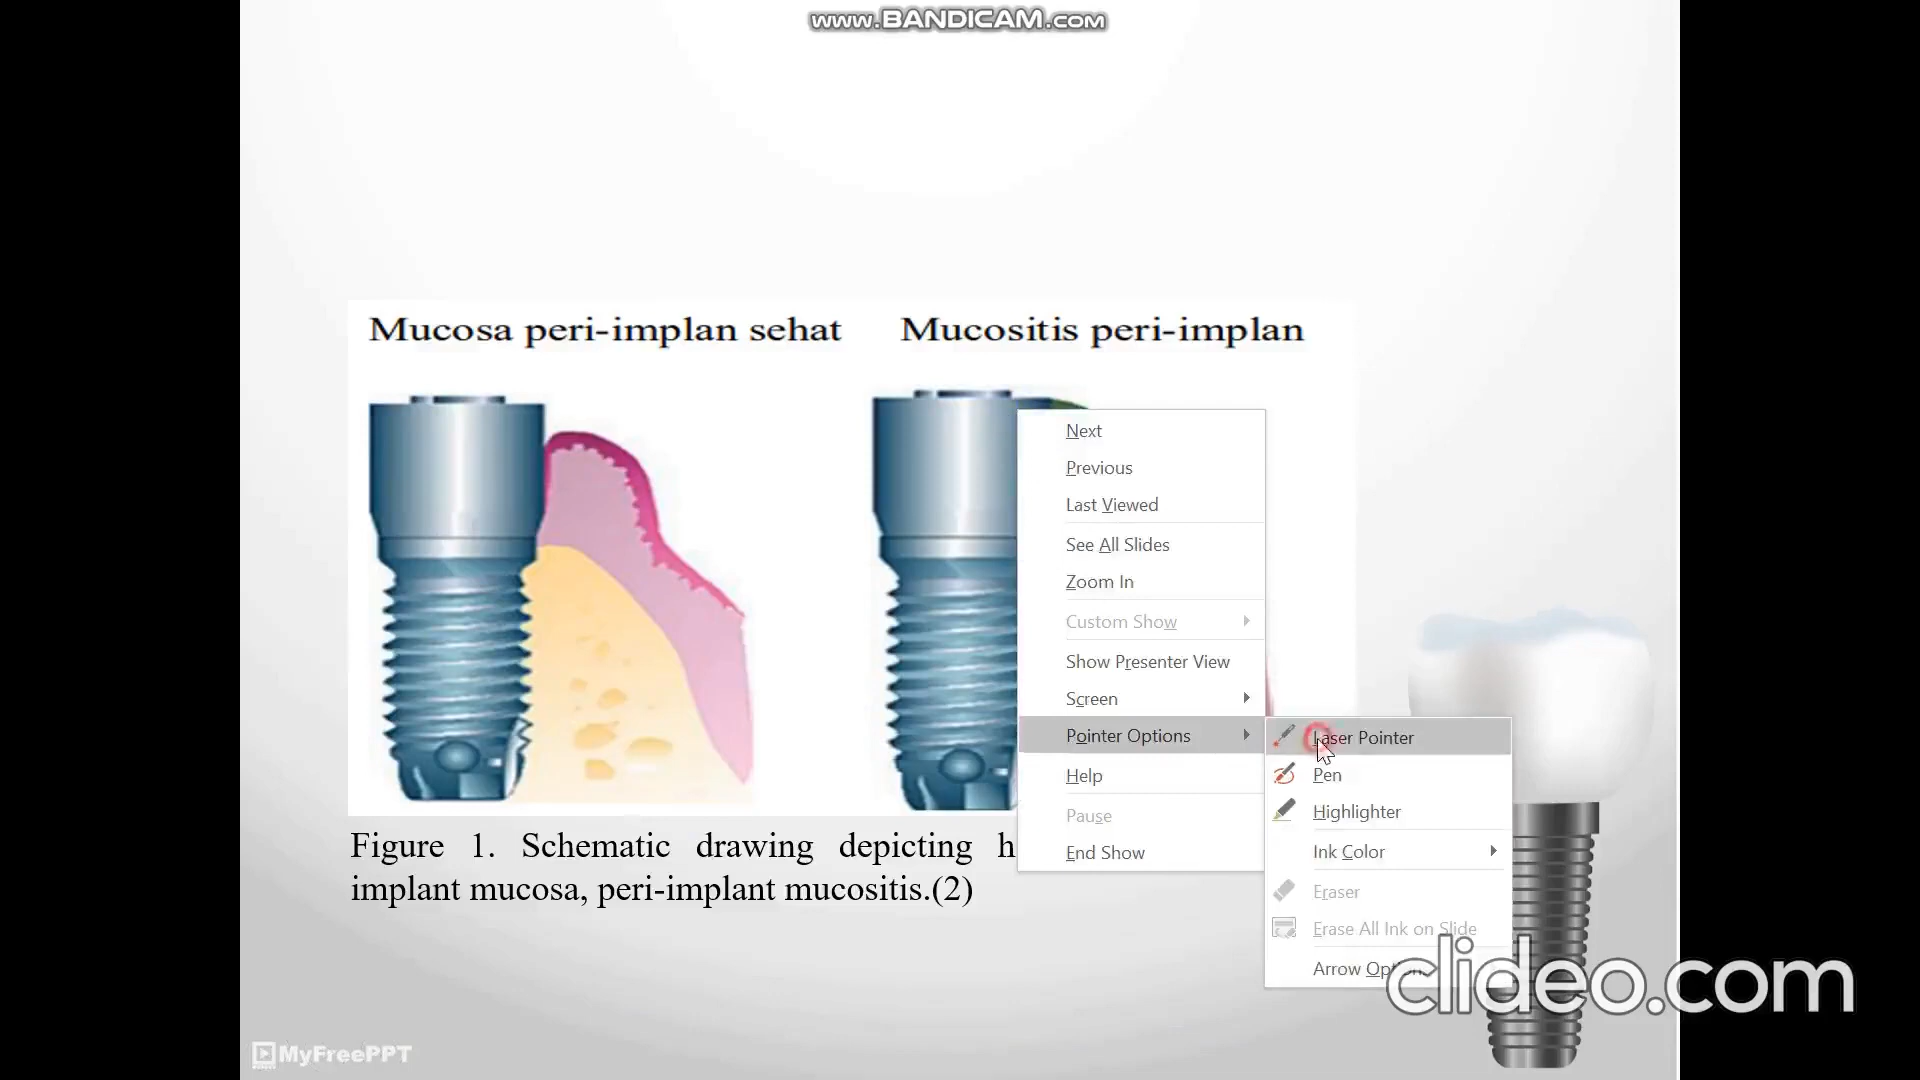 www.BANDICAM.com
Mucosa peri-implan sehat
Mucositis peri-implan
Next
Previous
Last Viewed
See All Slides
Zoom In
Custom Show
Show Presenter View
Screen
Pointer Options
Help
Pause
End Show
Laser Pointer
Pen
Highlighter
Ink Color
Eraser
Erase All Ink on Slide
Arrow Options
Figure 1. Schematic drawing depicting h
implant mucosa, peri-implant mucositis.(2)
clideo.com
MyFreePPT